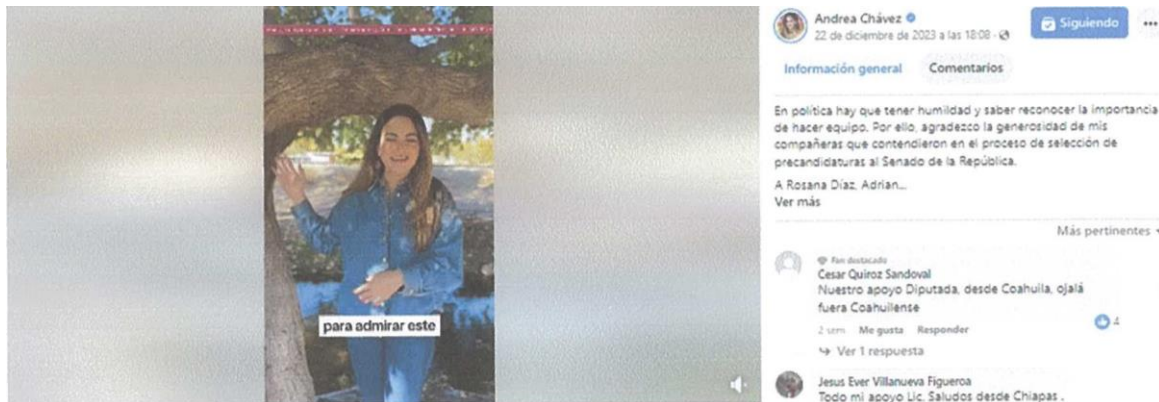 para admirar este
Andrea Chávez
22 de diciembre de 2023 a las 18:08
Siguiendo
Información general
Comentarios
En política hay que tener humildad y saber reconocer la importancia
de hacer equipo. Por ello, agradezco la generosidad de mis
compañeras que contendieron en el proceso de selección de
precandidaturas al Senado de la República.
A Rosana Díaz, Adrian...
Ver más
Más pertinentes
Fan destacado
Cesar Quiroz Sandoval
Nuestro apoyo Diputada, desde Coahuila, ojalá
fuera Coahuilense
2 sem Me gusta Responder
4
Ver 1 respuesta
Jesus Ever Villanueva Figueroa
Todo mi apoyo Lic. Saludos desde Chiapas .